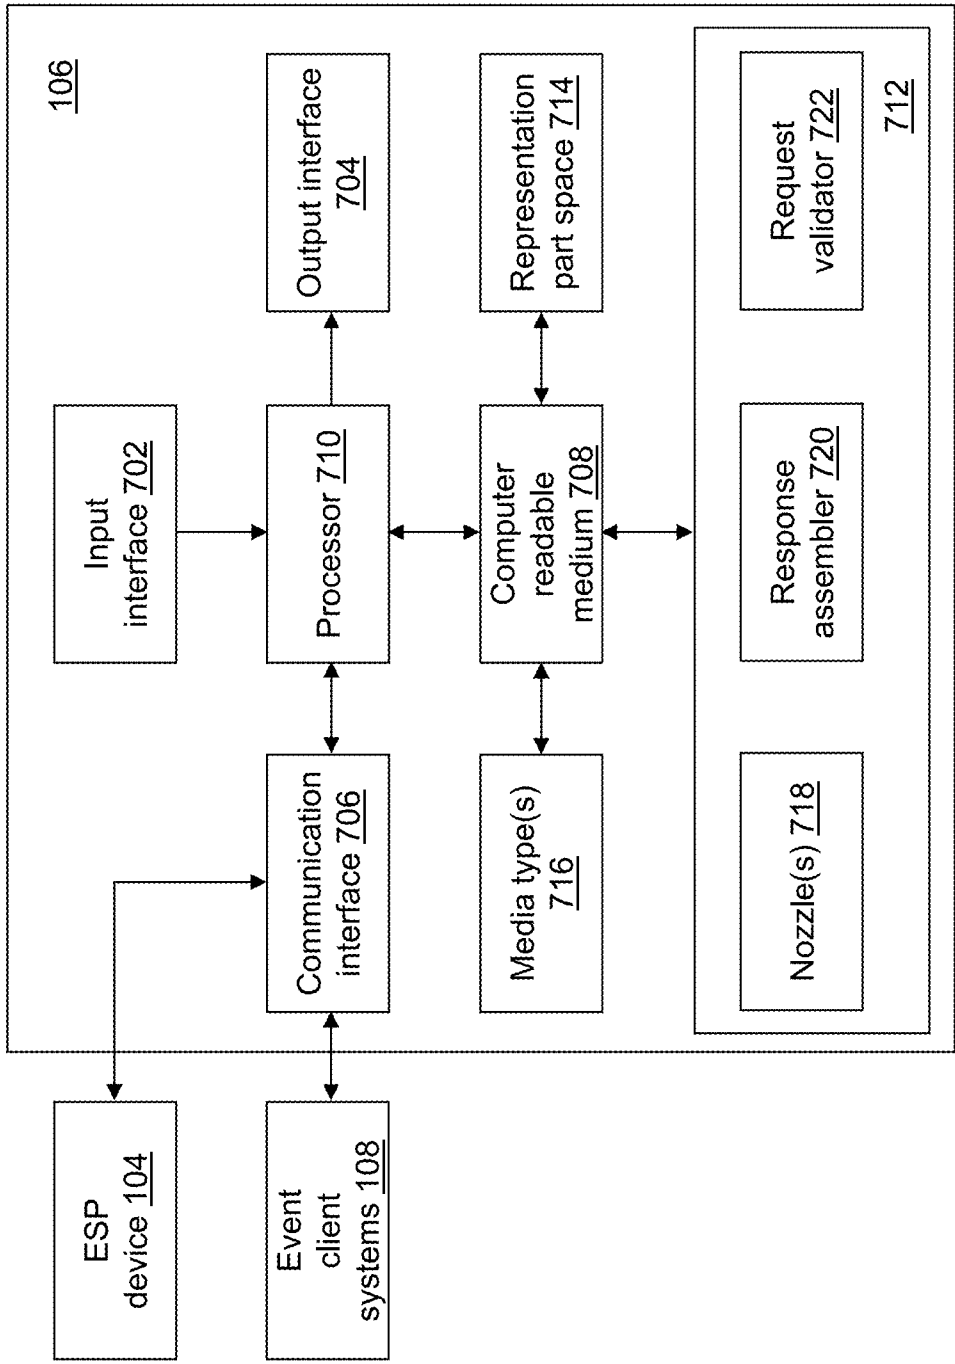 106
Input
interface 702
Output interface
704
Processor 710
Communication
interface 706
ESP
device 104
Event
client
systems 108
Computer
readable
medium 708
Representation
part space 714
Media type(s)
716
712
Nozzle(s) 718
Response
assembler 720
Request
validator 722